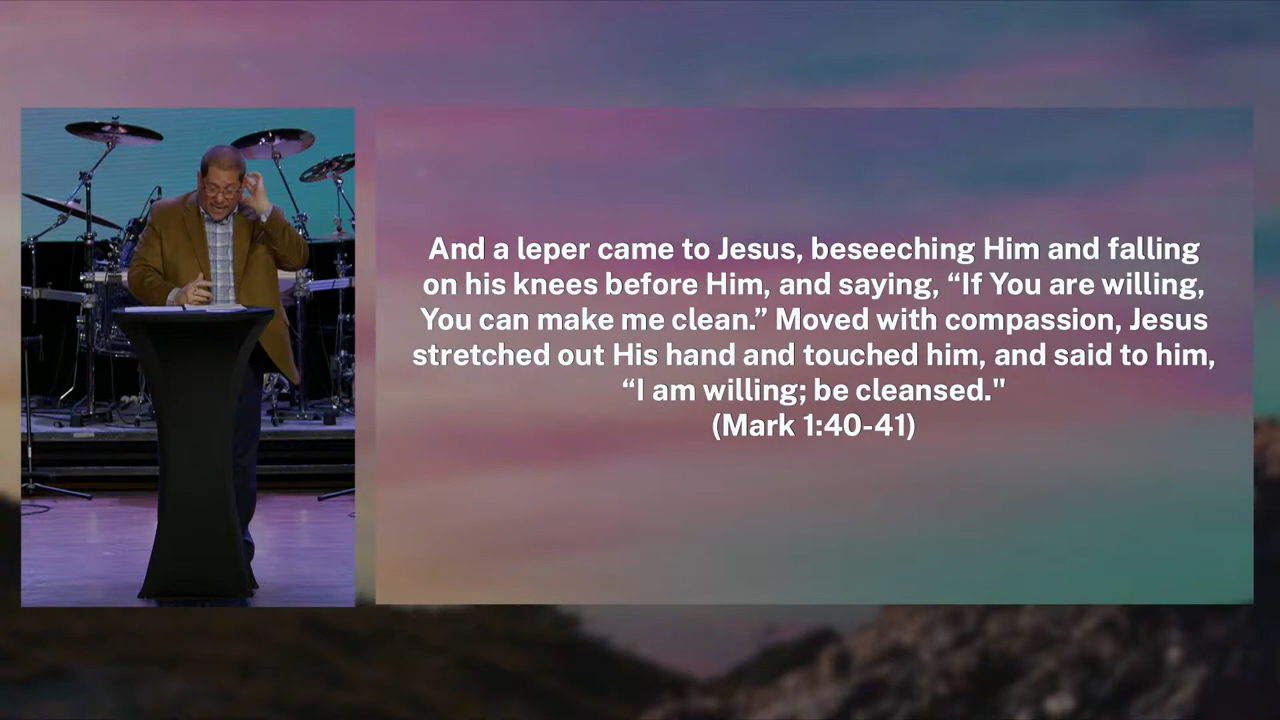 And a leper came to Jesus, beseeching Him and falling
on his knees before Him, and saying, “If You are willing,
You can make me clean.” Moved with compassion, Jesus
stretched out His hand and touched him, and said to him,
“I am willing; be cleansed."
(Mark 1:40-41)